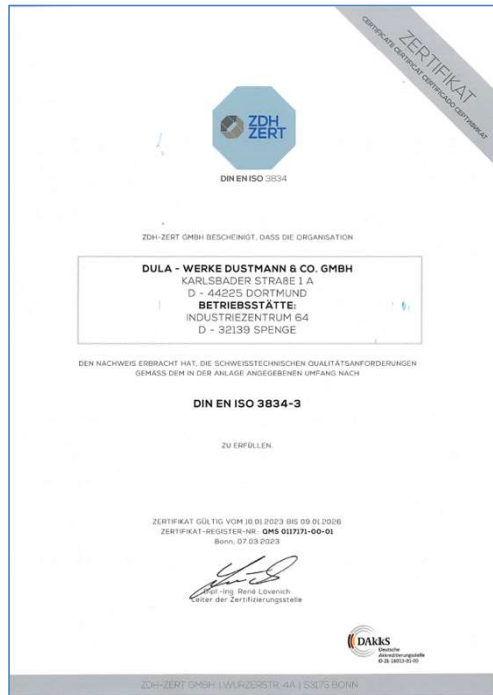 ZERTIFIKAT
CERTIFICATE CERTIFICAT CERTIFICADO СЕРТИФИКАТ
ZDH
ZERT
DIN EN ISO 3834
ZDH-ZERT GMBH BESCHEINIGT, DASS DIE ORGANISATION
DULA - WERKE DUSTMANN & CO. GMBH
KARLSBADER STRAßE 1 A
D - 44225 DORTMUND
BETRIEBSSTÄTTE:
INDUSTRIEZENTRUM 64
D - 32139 SPENGE
DEN NACHWEIS ERBRACHT HAT, DIE SCHWEISSTECHNISCHEN QUALITÄTSANFORDERUNGEN
GEMÄSS DEM IN DER ANLAGE ANGEGEBENEN UMFANG NACH
DIN EN ISO 3834-3
ZU ERFÜLLEN.
ZERTIFIKAT GÜLTIG VOM 10.01.2023 BIS 09.01.2026
ZERTIFIKAT-REGISTER-NR.: QMS 0117171-00-01
Bonn, 07.03.2023
Dipl.-Ing. René Lövenich
Leiter der Zertifizierungsstelle
DAkkS
Deutsche
Akkreditierungsstelle
ZDH-ZERT GMBH | WURZERSTR. 4A | 53175 BONN